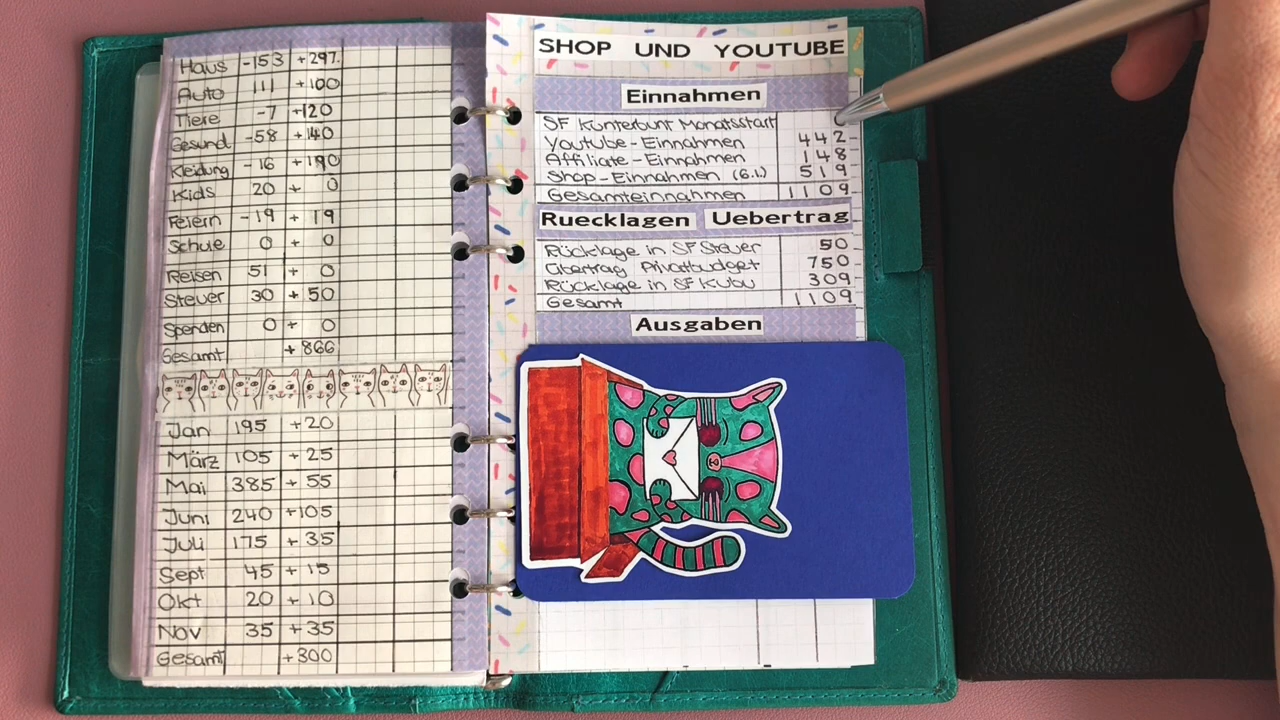 Haus -153 +297
Auto 111 +100
Tiere -7 +120
Gesund -58 +140
Kleidung -16 +190
Kids 20 + 0
Feiern -19 + 19
Schule 0 + 0
Reisen 51 + 0
Steuer 30 + 50
Spenden 0 + 0
Gesamt +866
Jan 195 +20
März 105 + 25
Mai 385 + 55
Juni 240 +105
Juli 175 + 35
Sept 45 + 15
Okt 20 + 10
Nov 35 +35
Gesamt +300
SHOP UND YOUTUBE
Einnahmen
SF Kunterbunt Monatsstart
Youtube-Einnahmen 442
Affiliate-Einnahmen 148
Shop-Einnahmen (6.1.) 519
Gesamteinnahmen 1109
Ruecklagen Uebertrag
Rücklage in SF Steuer 50
Übertrag Privatbudget 750
Rücklage in SF KuBu 309
Gesamt 1109
Ausgaben